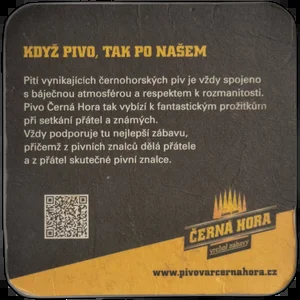 KDYŽ PIVO, TAK PO NAŠEM
Pití vynikajících černohorských piv je vždy spojeno
s báječnou atmosférou a respektem k rozmanitosti.
Pivo Černá Hora tak vybízí k fantastickým prožitkům
při setkání přátel a známých.
Vždy podporuje tu nejlepší zábavu,
přičemž z pivních znalců dělá přátele
a z přátel skutečné pivní znalce.
ČERNÁ HORA
vrchol zábavy
www.pivovarcernahora.cz